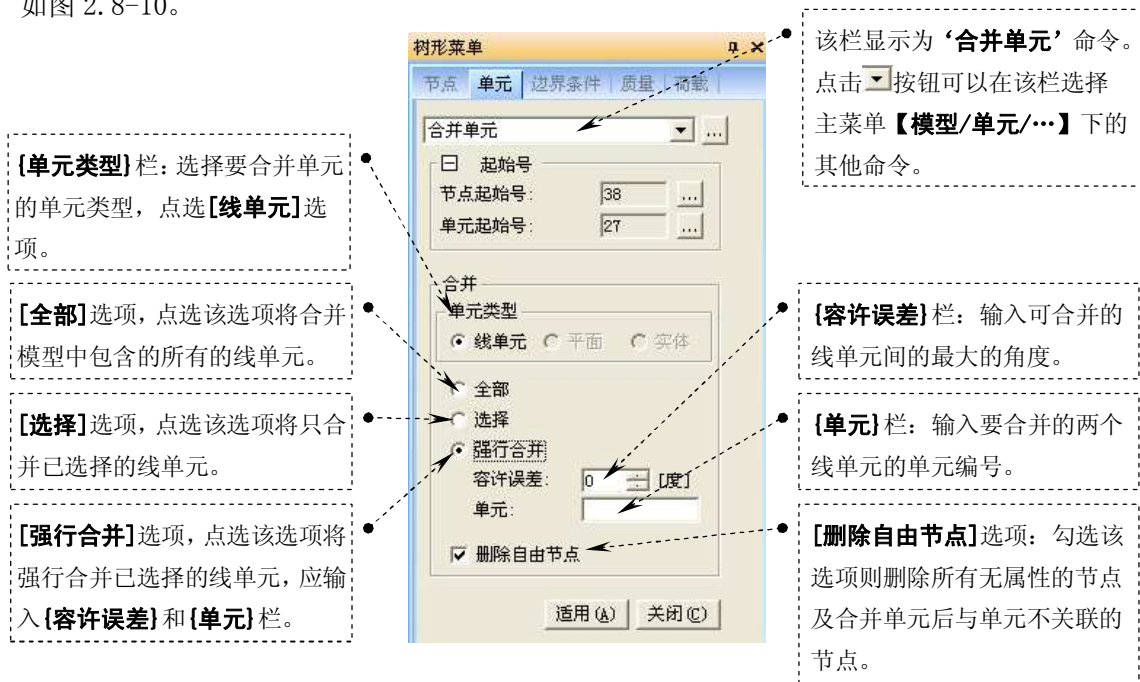 如图 2.8-10。
树形菜单
节点 单元 边界条件 质量 荷载
合并单元
...
起始号
节点起始号: 38 ...
单元起始号: 27 ...
合并
单元类型
线单元 平面 实体
全部
选择
强行合并
容许误差: 0 [度]
单元:
删除自由节点
适用(A) 关闭(C)
{单元类型}栏：选择要合并单元
的单元类型，点选[线单元]选
项。
[全部]选项，点选该选项将合并
模型中包含的所有的线单元。
[选择]选项，点选该选项将只合
并已选择的线单元。
[强行合并]选项，点选该选项将
强行合并已选择的线单元，应输
入{容许误差}和{单元}栏。
该栏显示为‘合并单元’命令。
点击按钮可以在该栏选择
主菜单【模型/单元/…】下的
其他命令。
{容许误差}栏：输入可合并的
线单元间的最大的角度。
{单元}栏：输入要合并的两个
线单元的单元编号。
[删除自由节点]选项：勾选该
选项则删除所有无属性的节点
及合并单元后与单元不关联的
节点。